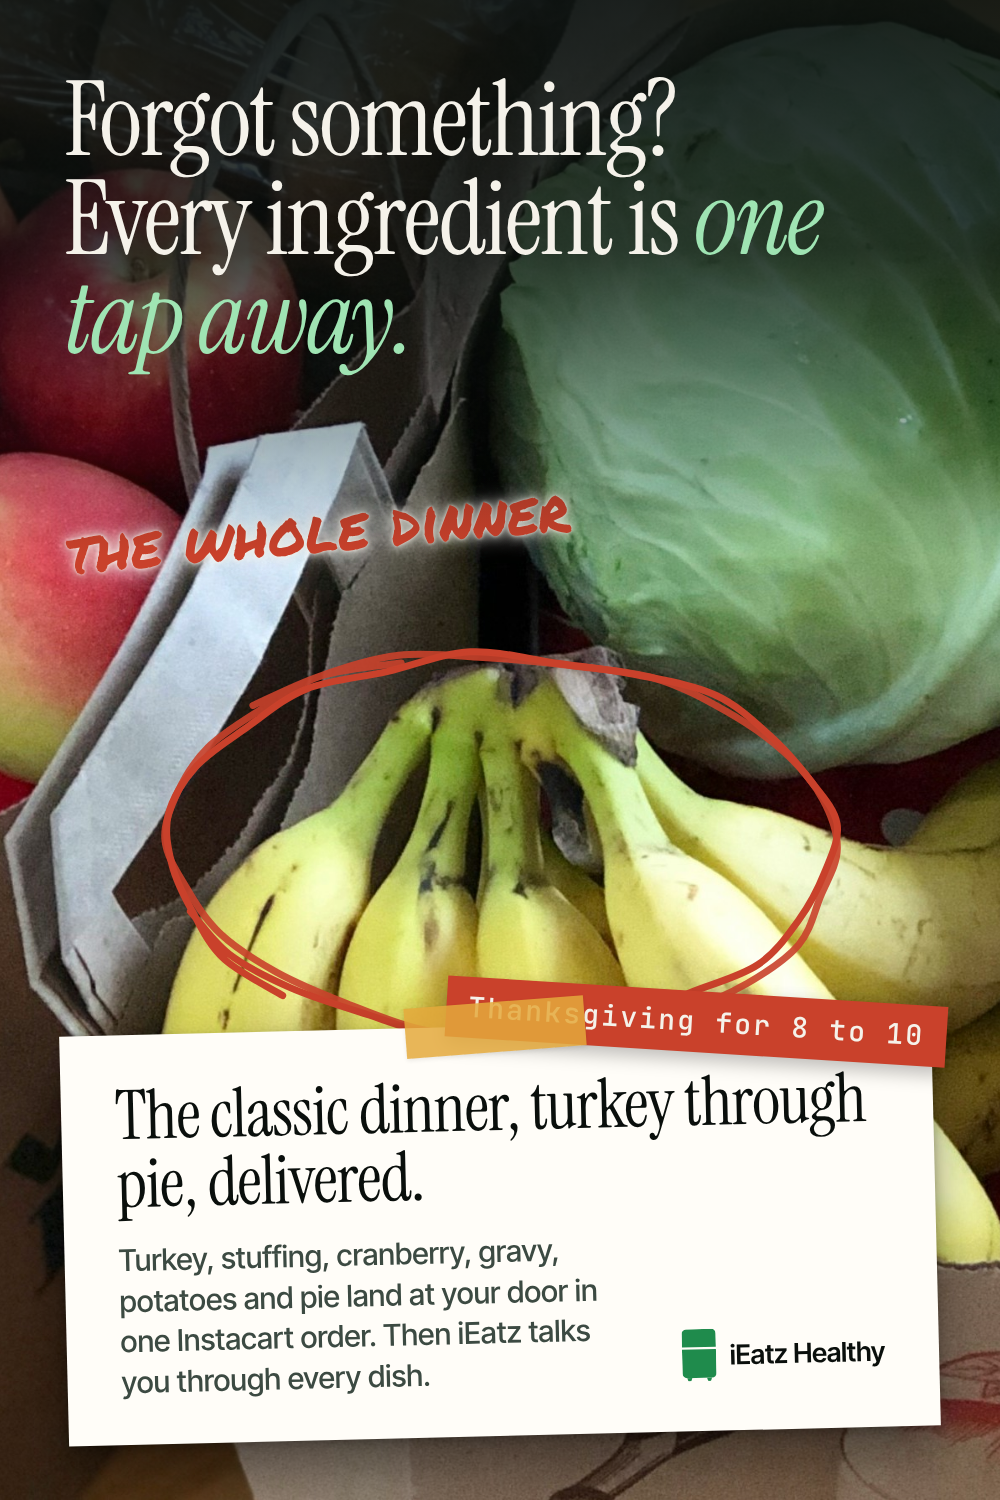 Forgot something?
Every ingredient is one
tap away.
THE WHOLE DINNER
Thanksgiving for 8 to 10
The classic dinner, turkey through
pie, delivered.
Turkey, stuffing, cranberry, gravy,
potatoes and pie land at your door in
one Instacart order. Then iEatz talks
you through every dish.
iEatz Healthy